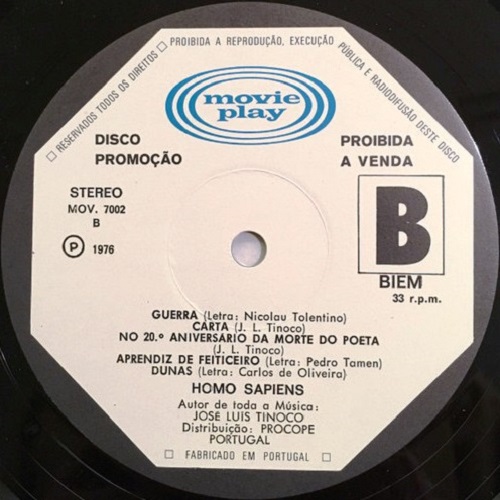 □ RESERVADOS TODOS OS DIREITOS □ PROIBIDA A REPRODUÇÃO, EXECUÇÃO □ PÚBLICA E RADIODIFUSÃO DESTE DISCO
movie
play
DISCO
PROMOÇÃO
PROIBIDA
A VENDA
STEREO
MOV. 7002
B
Ⓟ 1976
B
BIEM
33 r.p.m.
GUERRA (Letra: Nicolau Tolentino)
CARTA (J. L. Tinoco)
NO 20.º ANIVERSÁRIO DA MORTE DO POETA
(J. L. Tinoco)
APRENDIZ DE FEITICEIRO (Letra: Pedro Tamen)
DUNAS (Letra: Carlos de Oliveira)
HOMO SAPIENS
Autor de toda a Música:
JOSÉ LUIS TINOCO
Distribuição: PROCOPE
PORTUGAL
□ FABRICADO EM PORTUGAL □